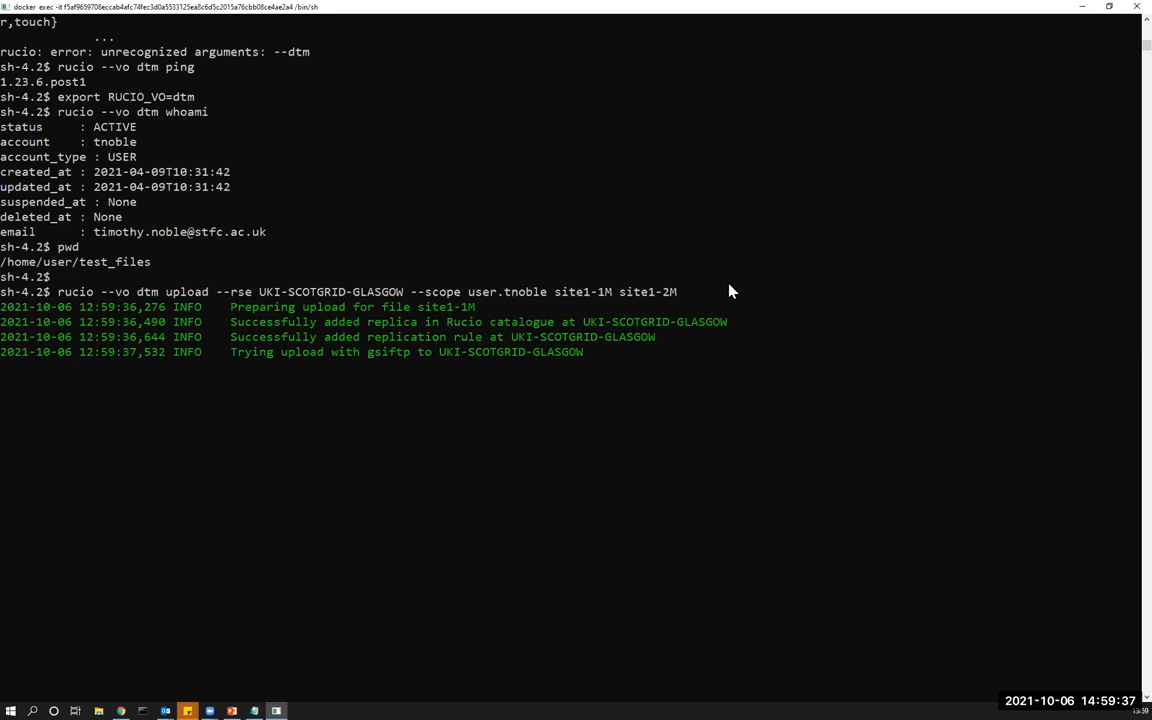 docker exec -it f5af9659708eccab4afc74fec3d0a5533125ea8c6d5c2015a76cbb08ce4ae2a4 /bin/sh
r,touch}
...
rucio: error: unrecognized arguments: --dtm
sh-4.2$ rucio --vo dtm ping
1.23.6.post1
sh-4.2$ export RUCIO_VO=dtm
sh-4.2$ rucio --vo dtm whoami
status     : ACTIVE
account    : tnoble
account_type : USER
created_at : 2021-04-09T10:31:42
updated_at : 2021-04-09T10:31:42
suspended_at : None
deleted_at : None
email      : timothy.noble@stfc.ac.uk
sh-4.2$ pwd
/home/user/test_files
sh-4.2$
sh-4.2$ rucio --vo dtm upload --rse UKI-SCOTGRID-GLASGOW --scope user.tnoble site1-1M site1-2M
2021-10-06 12:59:36,276 INFO    Preparing upload for file site1-1M
2021-10-06 12:59:36,490 INFO    Successfully added replica in Rucio catalogue at UKI-SCOTGRID-GLASGOW
2021-10-06 12:59:36,644 INFO    Successfully added replication rule at UKI-SCOTGRID-GLASGOW
2021-10-06 12:59:37,532 INFO    Trying upload with gsiftp to UKI-SCOTGRID-GLASGOW
2021-10-06 14:59:37
13:59